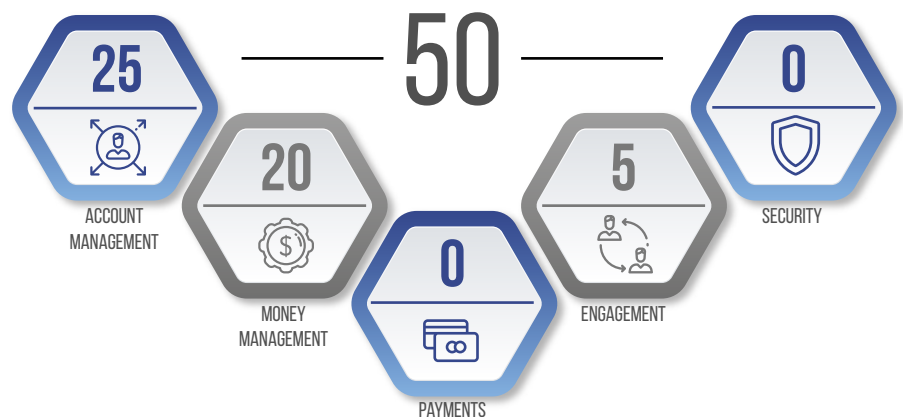 50
25
ACCOUNT
MANAGEMENT
20
$
MONEY
MANAGEMENT
0
PAYMENTS
5
ENGAGEMENT
0
SECURITY